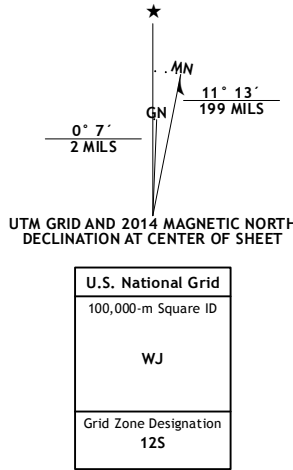 ★
MN
11° 13´
199 MILS
GN
0° 7´
2 MILS
UTM GRID AND 2014 MAGNETIC NORTH
DECLINATION AT CENTER OF SHEET
U.S. National Grid
100,000-m Square ID
WJ
Grid Zone Designation
12S